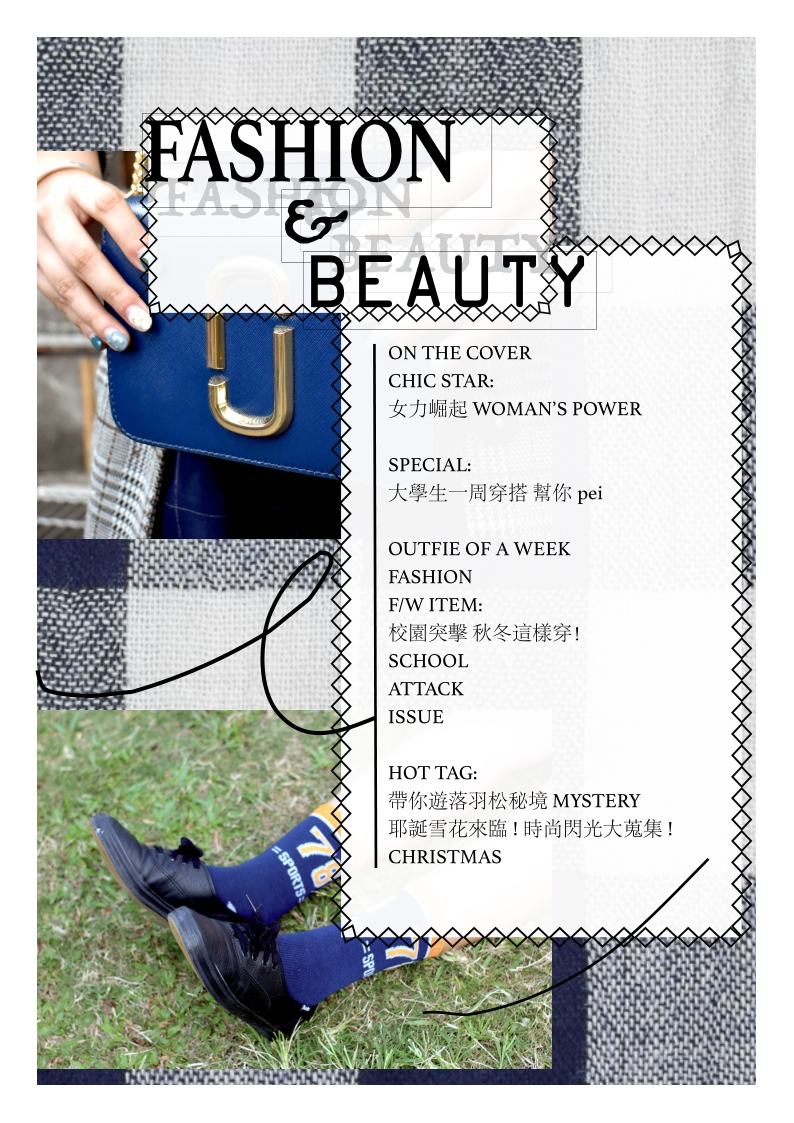 FASHION
&
BEAUTY
FASHION
BEAUTY
ON THE COVER
CHIC STAR:
女力崛起 WOMAN’S POWER
SPECIAL:
大學生一周穿搭 幫你 pei
OUTFIE OF A WEEK
FASHION
F/W ITEM:
校園突擊 秋冬這樣穿!
SCHOOL
ATTACK
ISSUE
HOT TAG:
帶你遊落羽松秘境 MYSTERY
耶誕雪花來臨 ! 時尚閃光大蒐集 !
CHRISTMAS
78
=SPORTS=
7
=SPO